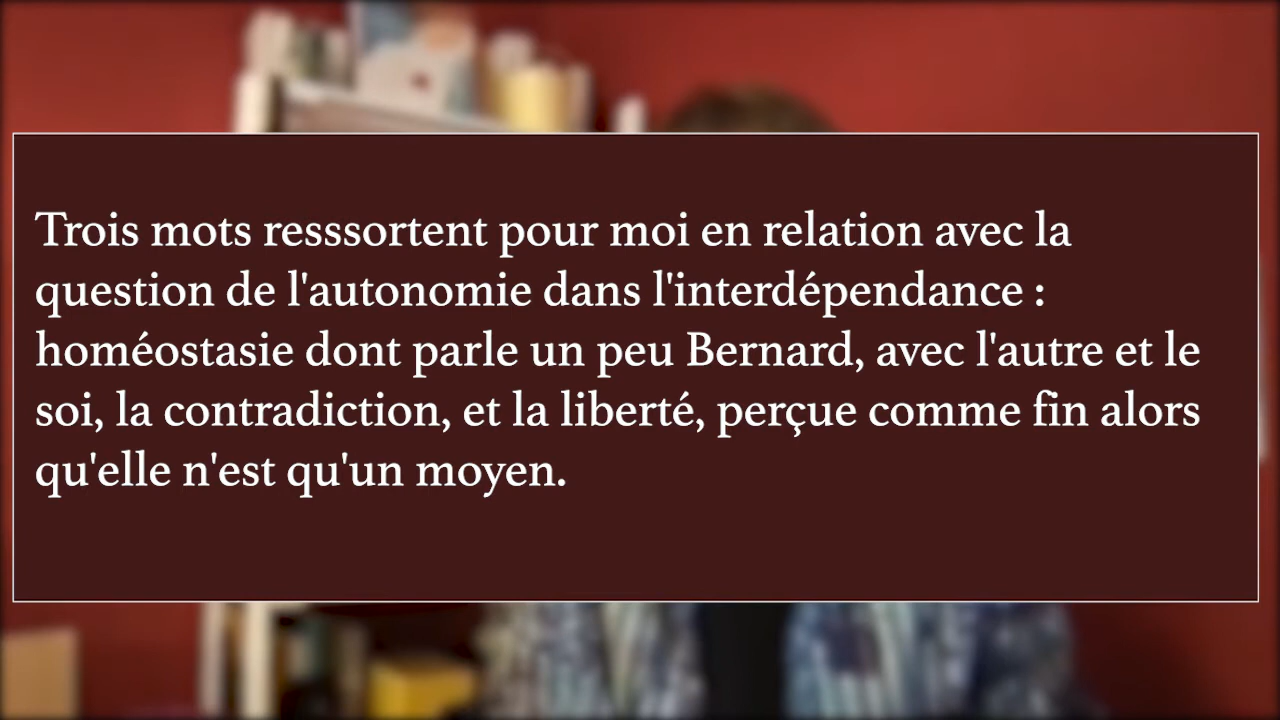 Trois mots resssortent pour moi en relation avec la
question de l'autonomie dans l'interdépendance :
homéostasie dont parle un peu Bernard, avec l'autre et le
soi, la contradiction, et la liberté, perçue comme fin alors
qu'elle n'est qu'un moyen.